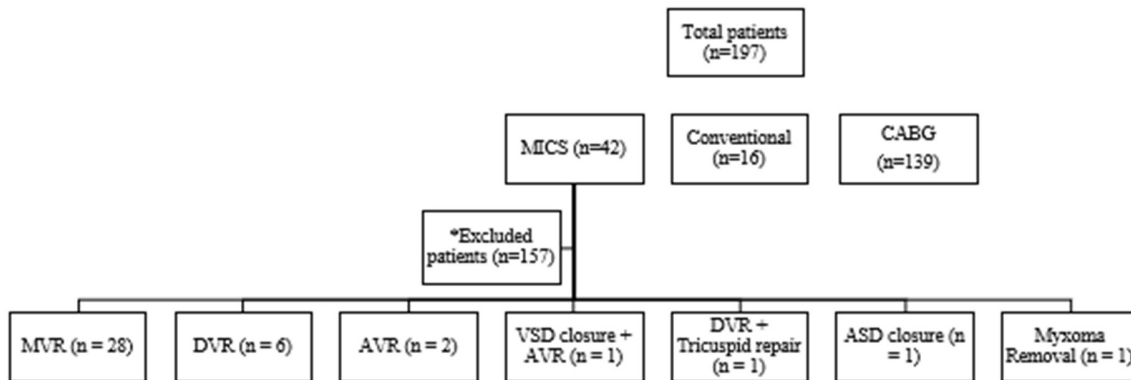 Total patients
(n=197)
MICS (n=42)
Conventional
(n=16)
CABG
(n=139)
*Excluded
patients (n=157)
MVR (n = 28)
DVR (n = 6)
AVR (n = 2)
VSD closure +
AVR (n = 1)
DVR +
Tricuspid repair
(n = 1)
ASD closure (n
= 1)
Myxoma
Removal (n = 1)